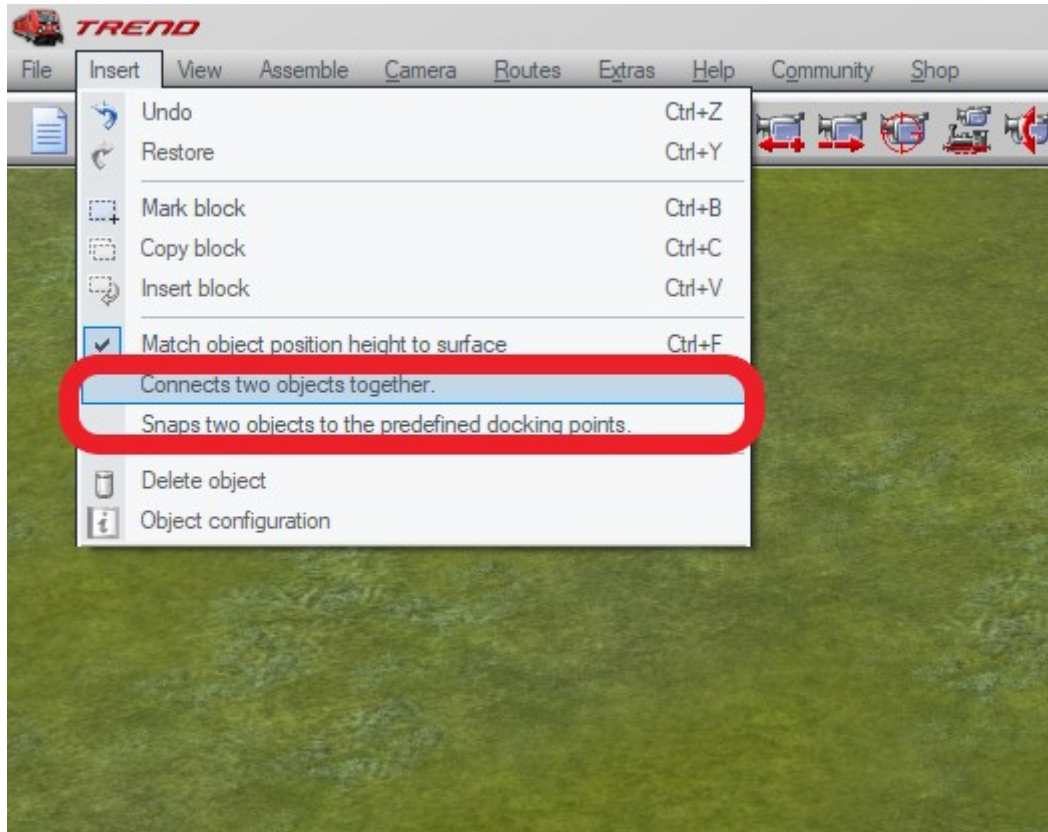 TREND
File Insert View Assemble Camera Routes Extras Help Community Shop
Undo Ctrl+Z
Restore Ctrl+Y
Mark block Ctrl+B
Copy block Ctrl+C
Insert block Ctrl+V
Match object position height to surface Ctrl+F
Connects two objects together.
Snaps two objects to the predefined docking points.
Delete object
Object configuration